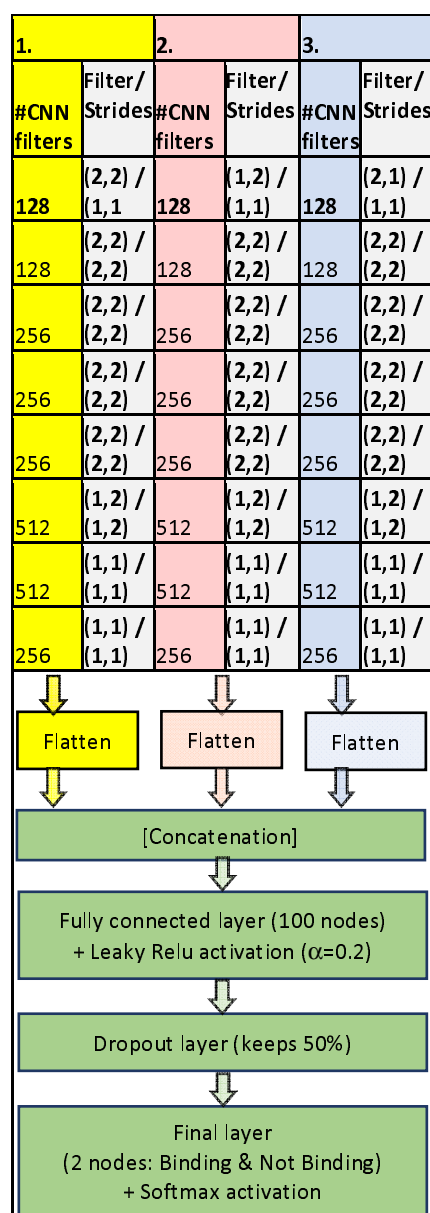 1. 2. 3.
#CNN filters Filter/ Strides #CNN filters Filter/ Strides #CNN filters Filter/ Strides
128 (2,2) / (1,1 128 (1,2) / (1,1) 128 (2,1) / (1,1)
128 (2,2) / (2,2) 128 (2,2) / (2,2) 128 (2,2) / (2,2)
256 (2,2) / (2,2) 256 (2,2) / (2,2) 256 (2,2) / (2,2)
256 (2,2) / (2,2) 256 (2,2) / (2,2) 256 (2,2) / (2,2)
256 (2,2) / (2,2) 256 (2,2) / (2,2) 256 (2,2) / (2,2)
512 (1,2) / (1,2) 512 (1,2) / (1,2) 512 (1,2) / (1,2)
512 (1,1) / (1,1) 512 (1,1) / (1,1) 512 (1,1) / (1,1)
256 (1,1) / (1,1) 256 (1,1) / (1,1) 256 (1,1) / (1,1)
Flatten Flatten Flatten
[Concatenation]
Fully connected layer (100 nodes)
+ Leaky Relu activation (α=0.2)
Dropout layer (keeps 50%)
Final layer
(2 nodes: Binding & Not Binding)
+ Softmax activation